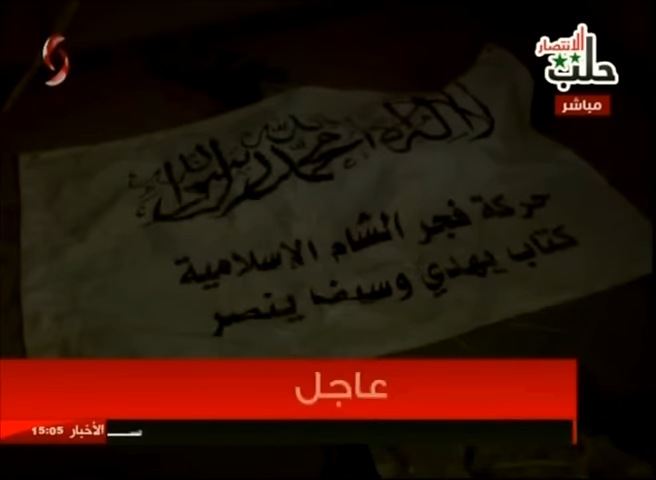 الانتصار
حلب
مباشر
لا إله إلا الله محمد رسول الله
حركة فجر الشام الإسلامية
كتاب يهدي وسيف ينصر
عاجل
الأخبار 15:05